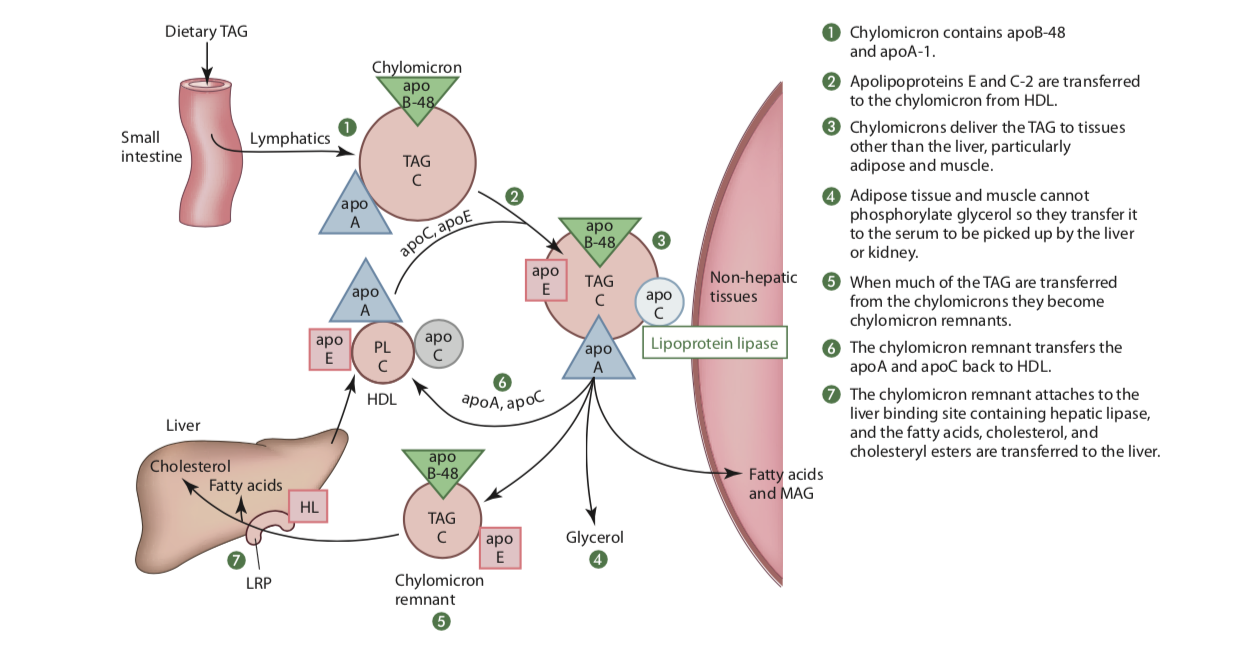 Dietary TAG
Small
intestine
Lymphatics
1
Chylomicron
apo
B-48
TAG
C
apo
A
2
apoC, apoE
apo
B-48
3
apo
E
TAG
C
apo
C
apo
A
Non-hepatic
tissues
Lipoprotein lipase
apo
A
apo
E
PL
C
apo
C
HDL
6
apoA, apoC
Liver
Cholesterol
Fatty acids
HL
7
LRP
apo
B-48
TAG
C
apo
E
Chylomicron
remnant
5
Glycerol
4
Fatty acids
and MAG
1 Chylomicron contains apoB-48
and apoA-1.
2 Apolipoproteins E and C-2 are transferred
to the chylomicron from HDL.
3 Chylomicrons deliver the TAG to tissues
other than the liver, particularly
adipose and muscle.
4 Adipose tissue and muscle cannot
phosphorylate glycerol so they transfer it
to the serum to be picked up by the liver
or kidney.
5 When much of the TAG are transferred
from the chylomicrons they become
chylomicron remnants.
6 The chylomicron remnant transfers the
apoA and apoC back to HDL.
7 The chylomicron remnant attaches to the
liver binding site containing hepatic lipase,
and the fatty acids, cholesterol, and
cholesteryl esters are transferred to the liver.